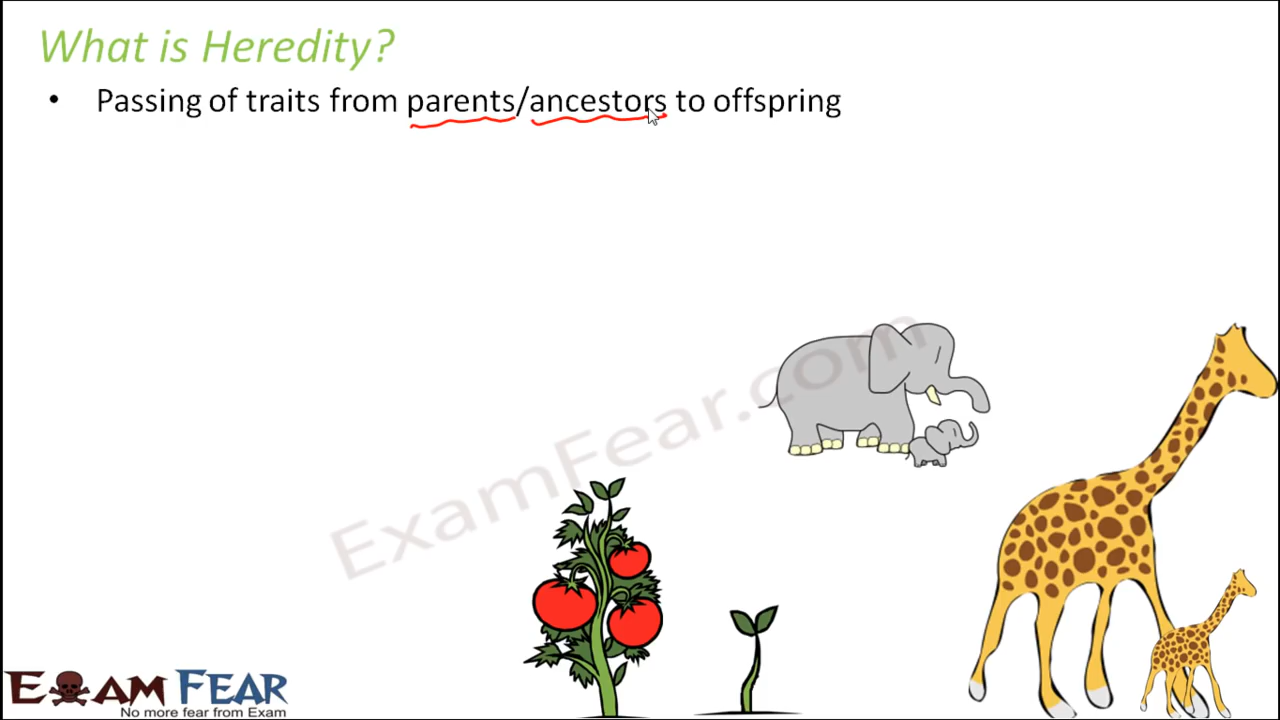 What is Heredity?
• Passing of traits from parents/ancestors to offspring
ExamFear.com
EXAM FEAR
No more fear from Exam